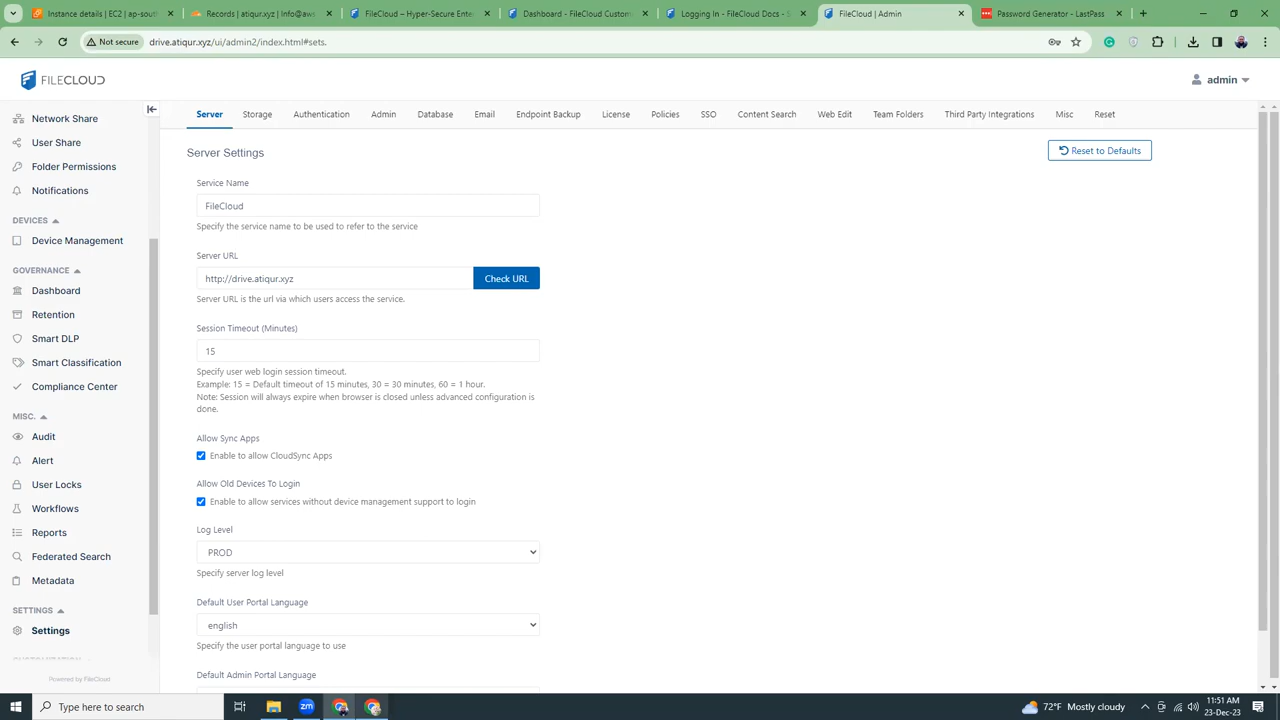 Instances | EC2 | ap-south
atiqur.xyz | Info@aws
FileCloud – Hyper-Secure Enter
Dashboard - FileCloud Custom
Logging In - FileCloud Docs - S
FileCloud | Admin
Password Generator - LastPass
Not secure
drive.atiqur.xyz/ui/admin2/index.html#sets.
FILECLOUD
admin
Network Share
User Share
Folder Permissions
Notifications
DEVICES
Device Management
GOVERNANCE
Dashboard
Retention
Smart DLP
Smart Classification
Compliance Center
MISC.
Audit
Alert
User Locks
Workflows
Reports
Federated Search
Metadata
SETTINGS
Settings
Powered by FileCloud
Server
Storage
Authentication
Admin
Database
Email
Endpoint Backup
License
Policies
SSO
Content Search
Web Edit
Team Folders
Third Party Integrations
Misc
Reset
Server Settings
Reset to Defaults
Service Name
FileCloud
Specify the service name to be used to refer to the service
Server URL
http://drive.atiqur.xyz
Check URL
Server URL is the url via which users access the service.
Session Timeout (Minutes)
15
Specify user web login session timeout.
Example: 15 = Default timeout of 15 minutes, 30 = 30 minutes, 60 = 1 hour.
Note: Session will always expire when browser is closed unless advanced configuration is
done.
Allow Sync Apps
Enable to allow CloudSync Apps
Allow Old Devices To Login
Enable to allow services without device management support to login
Log Level
PROD
Specify server log level
Default User Portal Language
english
Specify the user portal language to use
Default Admin Portal Language
Type here to search
zm
72°F Mostly cloudy
11:51 AM
23-Dec-23